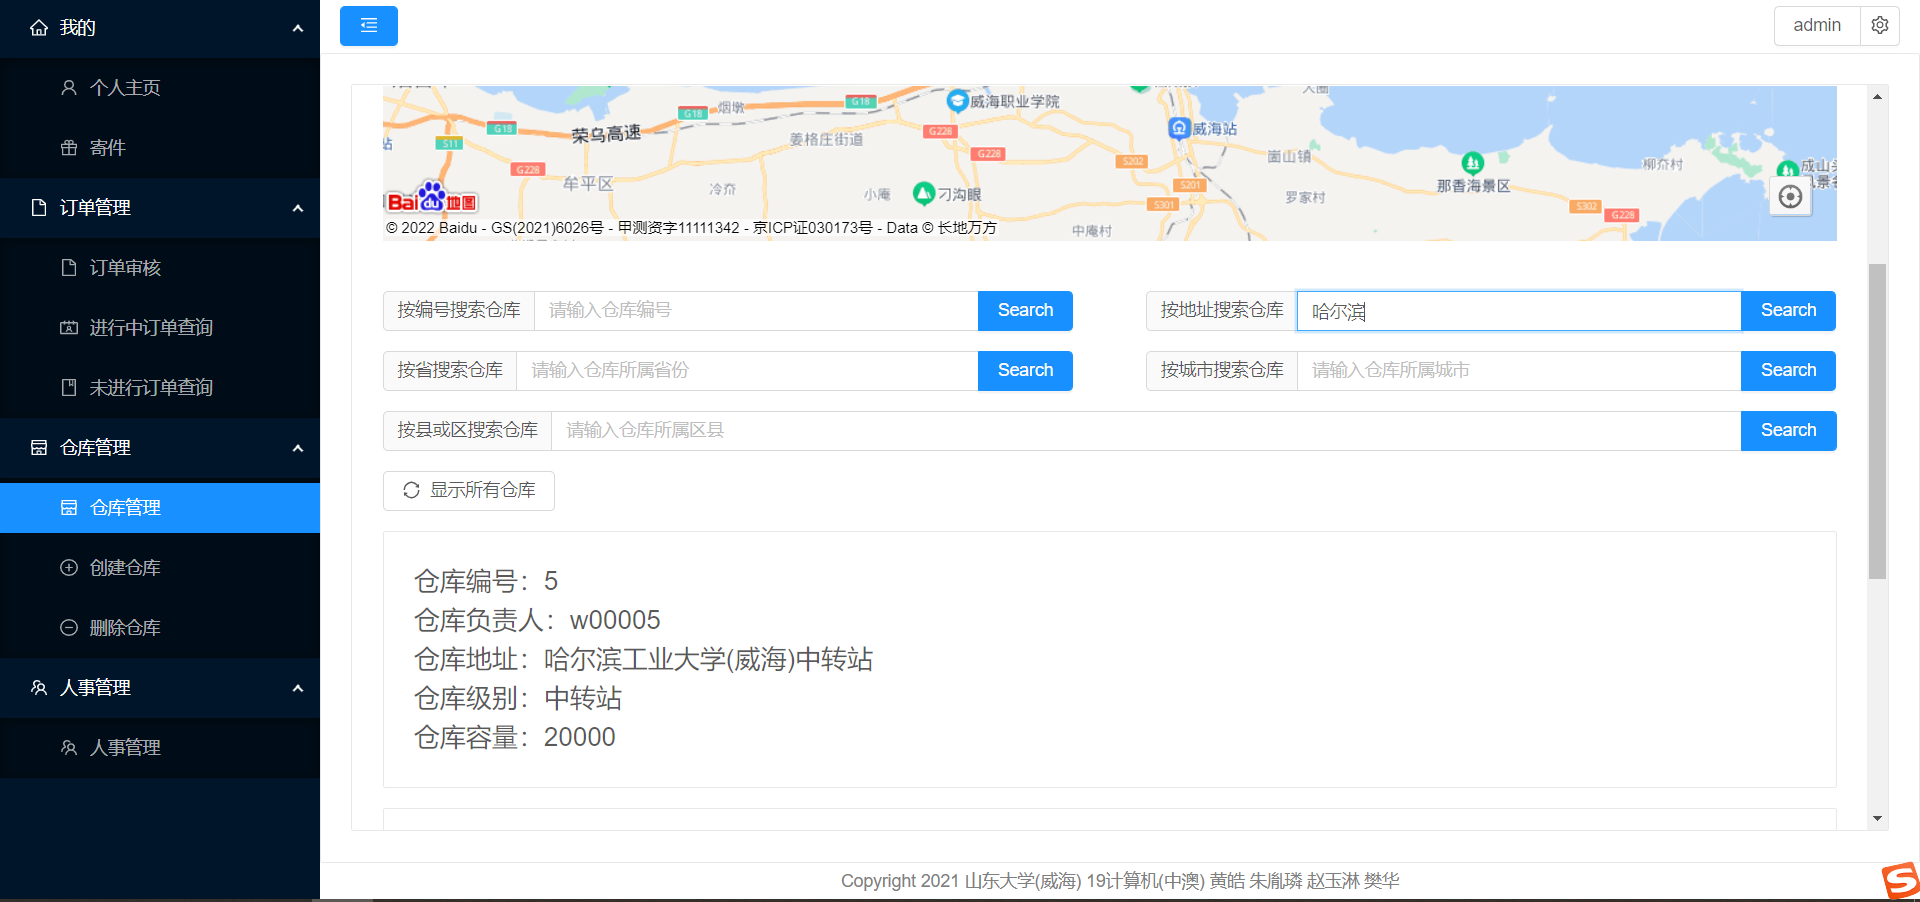 我的
个人主页
寄件
订单管理
订单审核
进行中订单查询
未进行订单查询
仓库管理
仓库管理
创建仓库
删除仓库
人事管理
人事管理
admin
G18
烟墩
G18
威海职业学院
大圈
G18
S11
荣乌高速
姜格庄街道
G228
威海站
站
G228
G228
S202
崮山镇
柳夼村
成山头
风景名
牟平区
冷夼
小庵
刁沟眼
S201
S301
罗家村
那香海景区
S302
G228
Bai du 地图
© 2022 Baidu - GS(2021)6026号 - 甲测资字11111342 - 京ICP证030173号 - Data © 长地万方
中庵村
按编号搜索仓库 请输入仓库编号 Search
按地址搜索仓库 哈尔滨 Search
按省搜索仓库 请输入仓库所属省份 Search
按城市搜索仓库 请输入仓库所属城市 Search
按县或区搜索仓库 请输入仓库所属区县 Search
显示所有仓库
仓库编号：5
仓库负责人：w00005
仓库地址：哈尔滨工业大学(威海)中转站
仓库级别：中转站
仓库容量：20000
Copyright 2021 山东大学(威海) 19计算机(中澳) 黄皓 朱胤璘 赵玉淋 樊华
S